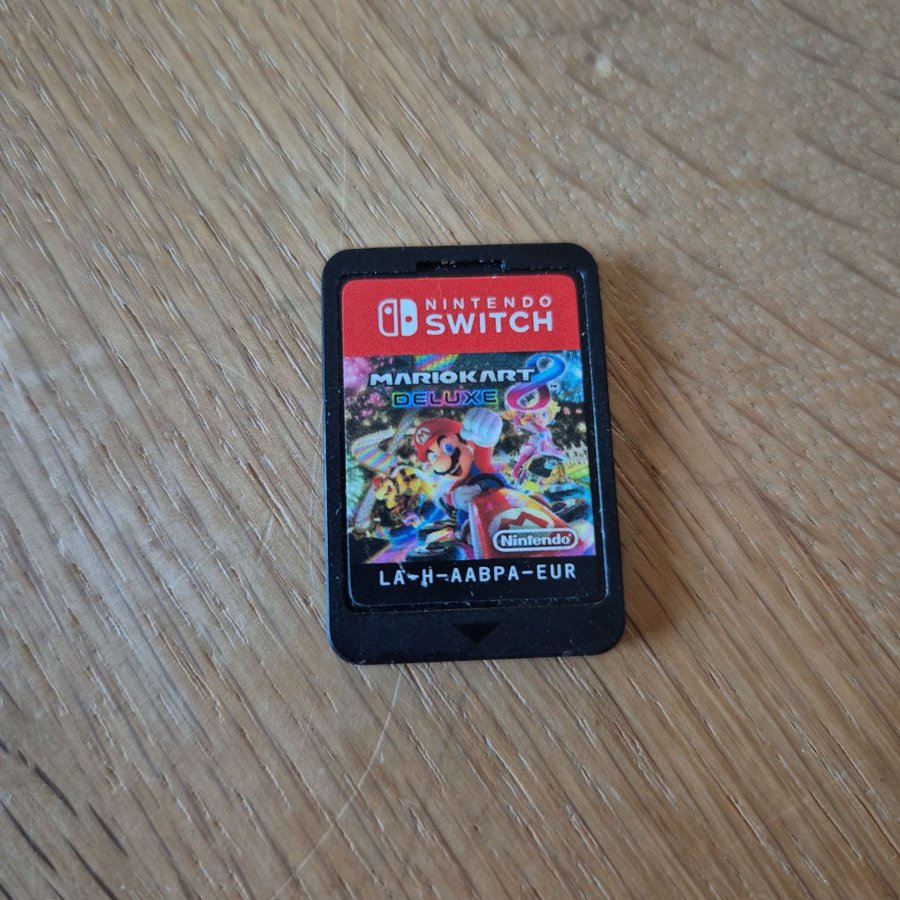 NINTENDO
SWITCH
MARIOKART 8
DELUXE
Nintendo
LA-H-AABPA-EUR